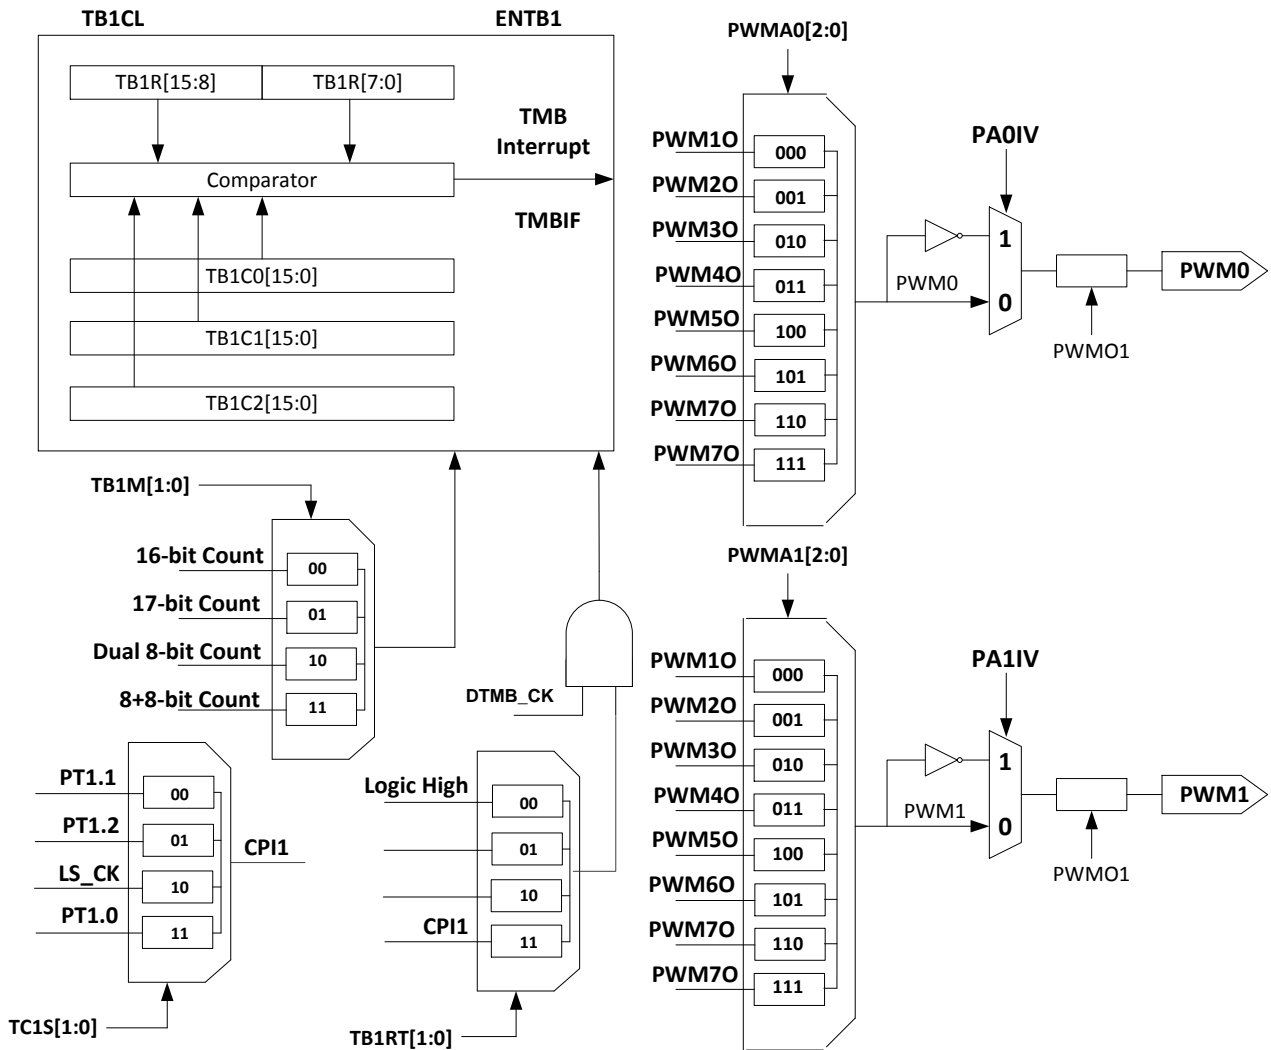 TB1CL
ENTB1
TB1R[15:8]
TB1R[7:0]
TMB
Interrupt
Comparator
TMBIF
TB1C0[15:0]
TB1C1[15:0]
TB1C2[15:0]
TB1M[1:0]
16-bit Count
00
17-bit Count
01
Dual 8-bit Count
10
8+8-bit Count
11
DTMB_CK
PT1.1
00
PT1.2
01
LS_CK
10
PT1.0
11
CPI1
TC1S[1:0]
Logic High
00
01
10
CPI1
11
TB1RT[1:0]
PWMA0[2:0]
PWM1O
000
PWM2O
001
PWM3O
010
PWM4O
011
PWM5O
100
PWM6O
101
PWM7O
110
PWM7O
111
PA0IV
1
PWM0
0
PWMO1
PWM0
PWMA1[2:0]
PWM1O
000
PWM2O
001
PWM3O
010
PWM4O
011
PWM5O
100
PWM6O
101
PWM7O
110
PWM7O
111
PA1IV
1
PWM1
0
PWMO1
PWM1